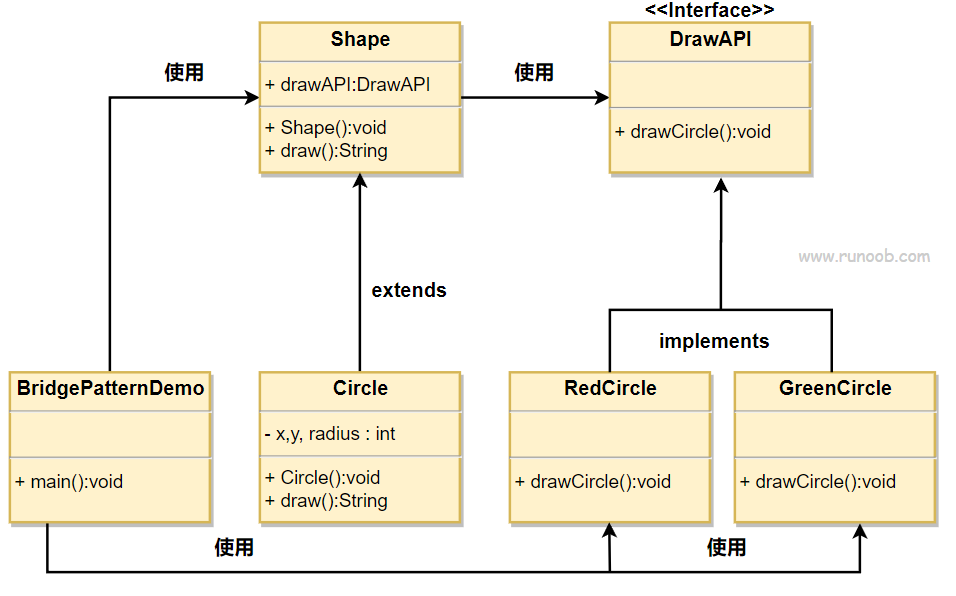 <<Interface>>
Shape
DrawAPI
使用
+ drawAPI:DrawAPI
使用
+ Shape():void
+ draw():String
+ drawCircle():void
www.runoob.com
extends
implements
BridgePatternDemo
+ main():void
Circle
- x,y, radius : int
+ Circle():void
+ draw():String
RedCircle
+ drawCircle():void
GreenCircle
+ drawCircle():void
使用
使用